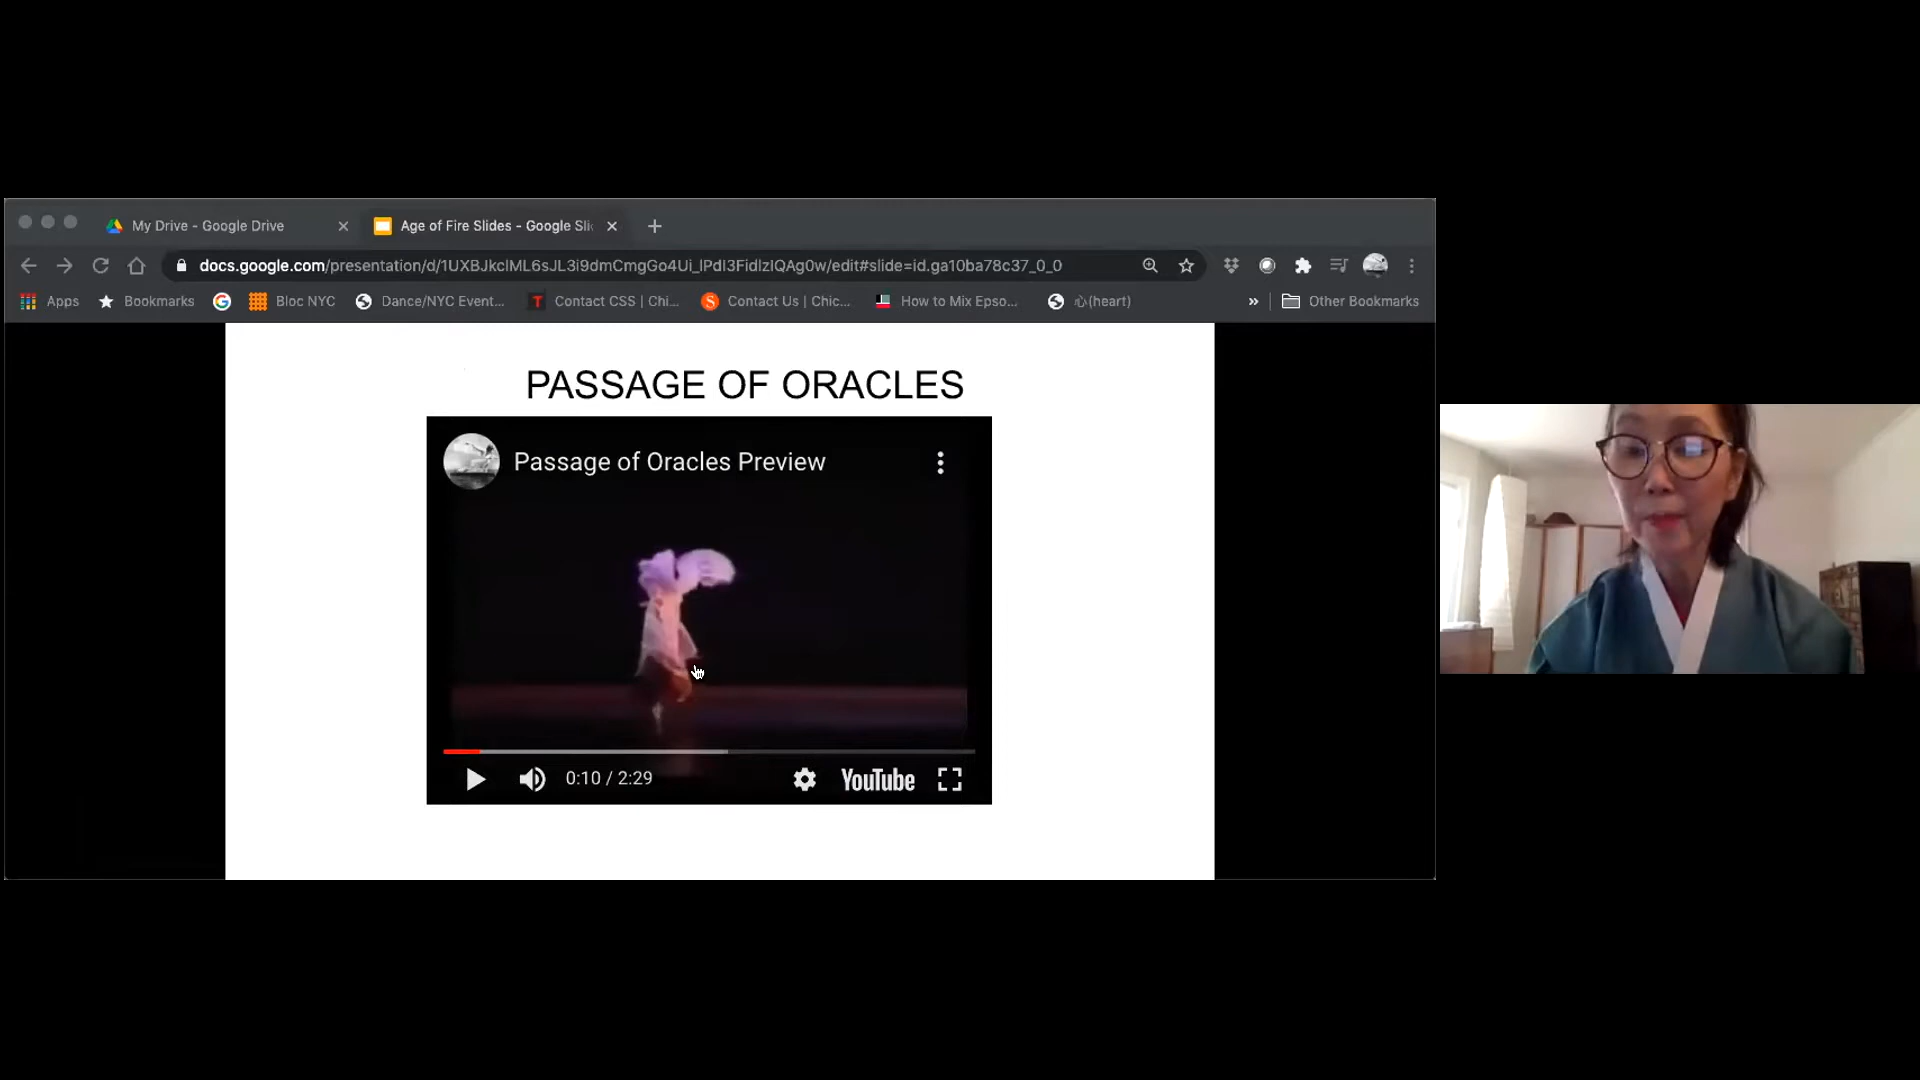 My Drive - Google Drive
Age of Fire Slides - Google Sli
docs.google.com/presentation/d/1UXBJkclML6sJL3i9dmCmgGo4Ui_lPdI3FidlzIQAg0w/edit#slide=id.ga10ba78c37_0_0
Apps Bookmarks Bloc NYC Dance/NYC Event... Contact CSS | Chi... Contact Us | Chic... How to Mix Epso... 心(heart) » Other Bookmarks
PASSAGE OF ORACLES
Passage of Oracles Preview
0:10 / 2:29 YouTube